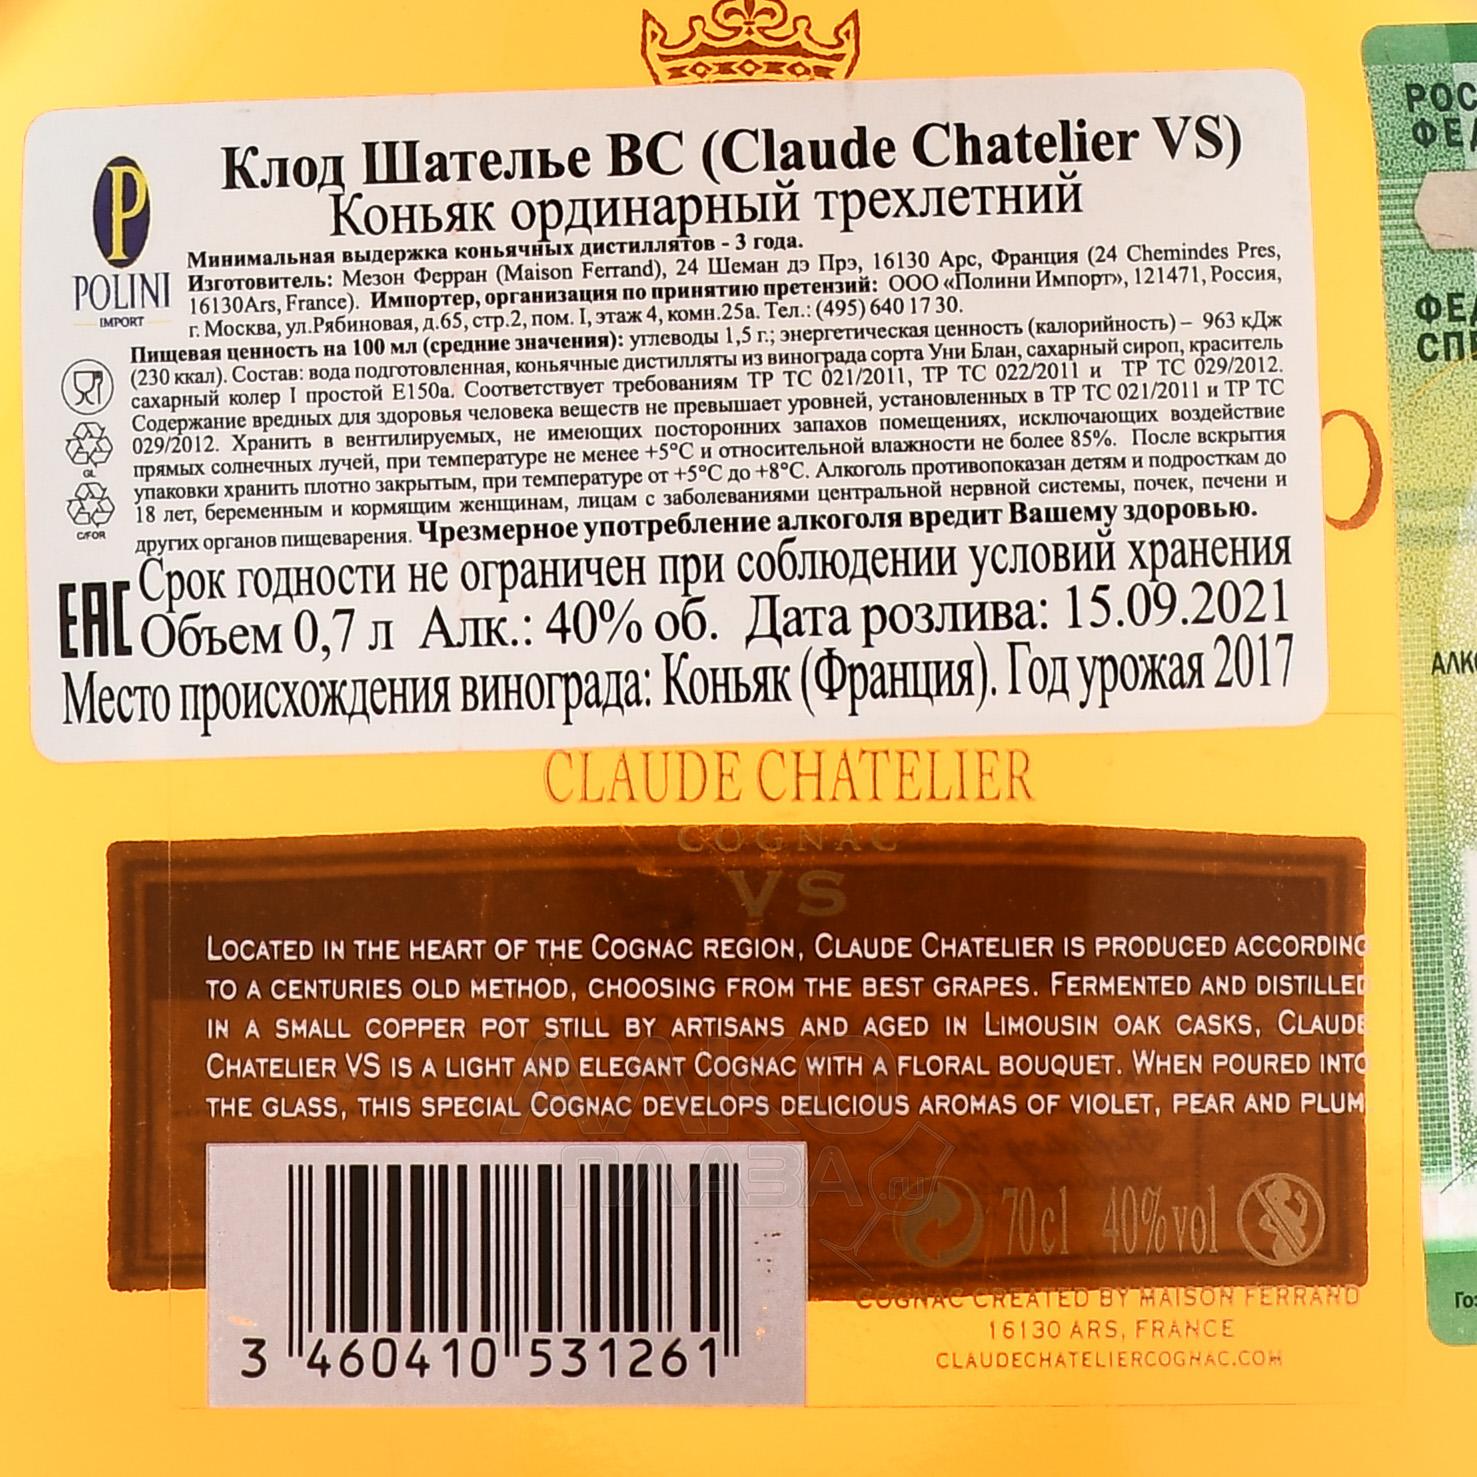 Клод Шателье ВС (Claude Chatelier VS)
Коньяк ординарный трехлетний
POLINI
IMPORT
Минимальная выдержка коньячных дистиллятов - 3 года.
Изготовитель: Мезон Ферран (Maison Ferrand), 24 Шеман дэ Прэ, 16130 Арс, Франция (24 Chemindes Pres,
16130Ars, France). Импортер, организация по принятию претензий: ООО «Полини Импорт», 121471, Россия,
г. Москва, ул.Рябиновая, д.65, стр.2, пом. I, этаж 4, комн.25а. Тел.: (495) 640 17 30.
Пищевая ценность на 100 мл (средние значения): углеводы 1,5 г.; энергетическая ценность (калорийность) – 963 кДж
(230 ккал). Состав: вода подготовленная, коньячные дистилляты из винограда сорта Уни Блан, сахарный сироп, краситель
сахарный колер I простой Е150а. Соответствует требованиям ТР ТС 021/2011, ТР ТС 022/2011 и ТР ТС 029/2012.
Содержание вредных для здоровья человека веществ не превышает уровней, установленных в ТР ТС 021/2011 и ТР ТС
029/2012. Хранить в вентилируемых, не имеющих посторонних запахов помещениях, исключающих воздействие
прямых солнечных лучей, при температуре не менее +5°С и относительной влажности не более 85%. После вскрытия
упаковки хранить плотно закрытым, при температуре от +5°С до +8°С. Алкоголь противопоказан детям и подросткам до
18 лет, беременным и кормящим женщинам, лицам с заболеваниями центральной нервной системы, почек, печени и
других органов пищеварения. Чрезмерное употребление алкоголя вредит Вашему здоровью.
GL
C/FOR
EAC
Срок годности не ограничен при соблюдении условий хранения
Объем 0,7 л Алк.: 40% об. Дата розлива: 15.09.2021
Место происхождения винограда: Коньяк (Франция). Год урожая 2017
CLAUDE CHATELIER
COGNAC
VS
LOCATED IN THE HEART OF THE COGNAC REGION, CLAUDE CHATELIER IS PRODUCED ACCORDING
TO A CENTURIES OLD METHOD, CHOOSING FROM THE BEST GRAPES. FERMENTED AND DISTILLED
IN A SMALL COPPER POT STILL BY ARTISANS AND AGED IN LIMOUSIN OAK CASKS, CLAUDE
CHATELIER VS IS A LIGHT AND ELEGANT COGNAC WITH A FLORAL BOUQUET. WHEN POURED INTO
THE GLASS, THIS SPECIAL COGNAC DEVELOPS DELICIOUS AROMAS OF VIOLET, PEAR AND PLUM
АЛКО
ПЛАЗА.ru
70cl 40%vol
3 460410 531261
COGNAC CREATED BY MAISON FERRAND
16130 ARS, FRANCE
CLAUDECHATELIERCOGNAC.COM
РОС
ФЕД
ФЕД
СПЕ
АЛКО